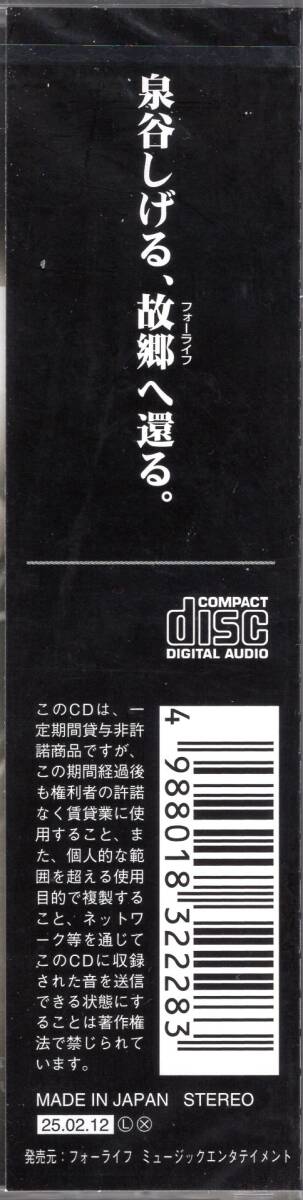 泉谷しげる、故郷へ還る。
フォーライフ
COMPACT
disc
DIGITAL AUDIO
このCDは、一
定期間貸与非許
諾商品ですが、
この期間経過後
も権利者の許諾
なく賃貸業に使
用すること、ま
た、個人的な範
囲を超える使用
目的で複製する
こと、ネットワ
ーク等を通じて
このCDに収録
された音を送信
できる状態にす
ることは著作権
法で禁じられて
います。
4 988018 322283
MADE IN JAPAN STEREO
25.02.12 Ⓛ Ⓧ
発売元：フォーライフ ミュージックエンタテイメント